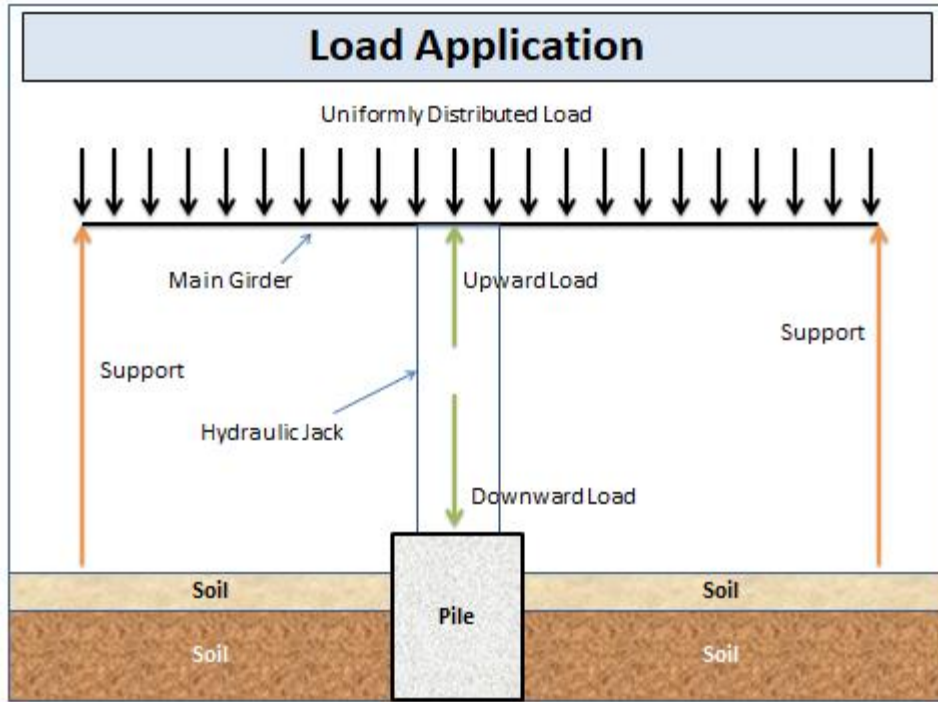 Load Application
Uniformly Distributed Load
Main Girder
Upward Load
Support
Support
Hydraulic Jack
Downward Load
Soil
Soil
Pile
Soil
Soil